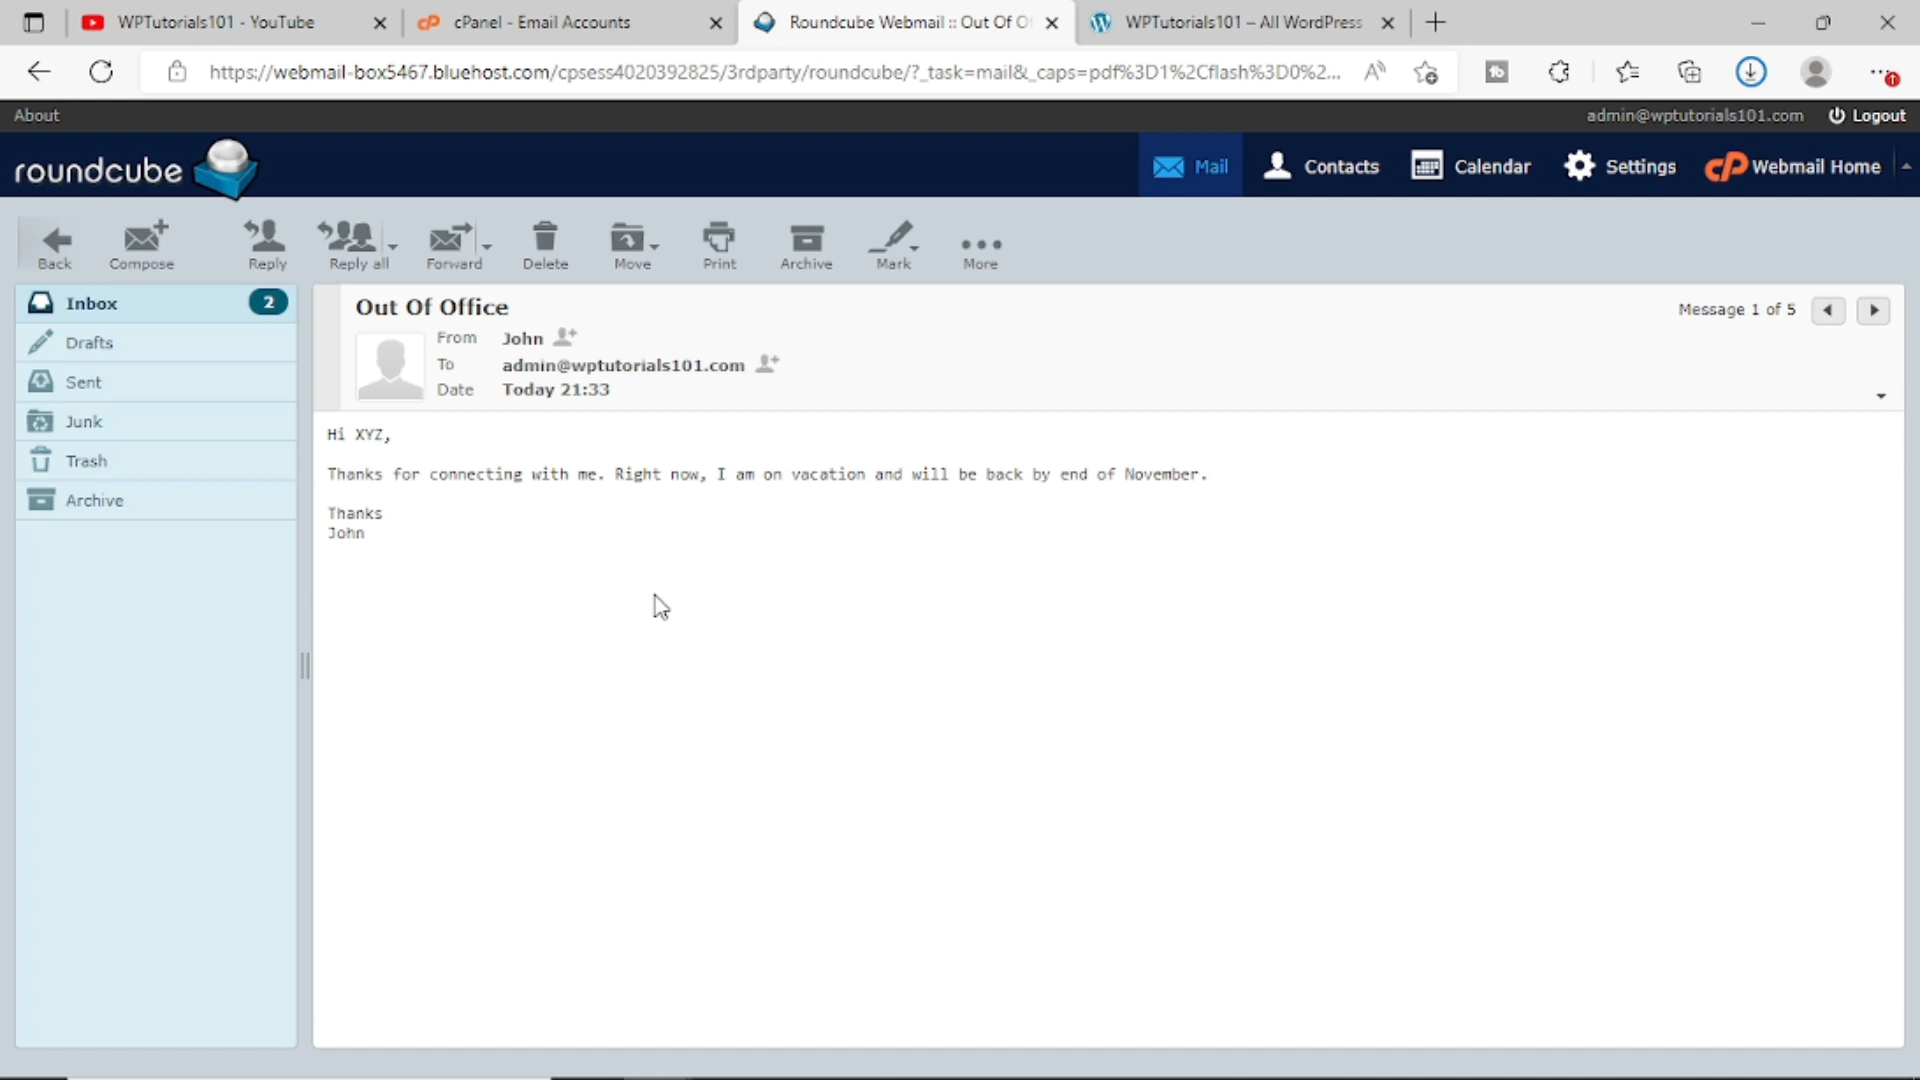 WPTutorials101 - YouTube
cPanel - Email Accounts
Roundcube Webmail :: Out Of O
WPTutorials101 – All WordPress
https://webmail-box5467.bluehost.com/cpsess4020392825/3rdparty/roundcube/?_task=mail&_caps=pdf%3D1%2Cflash%3D0%2...
About
admin@wptutorials101.com
Logout
roundcube
Mail
Contacts
Calendar
Settings
cP Webmail Home
Back
Compose
Reply
Reply all
Forward
Delete
Move
Print
Archive
Mark
More
Inbox 2
Drafts
Sent
Junk
Trash
Archive
Out Of Office
Message 1 of 5
From John
To admin@wptutorials101.com
Date Today 21:33
Hi XYZ,
Thanks for connecting with me. Right now, I am on vacation and will be back by end of November.
Thanks
John